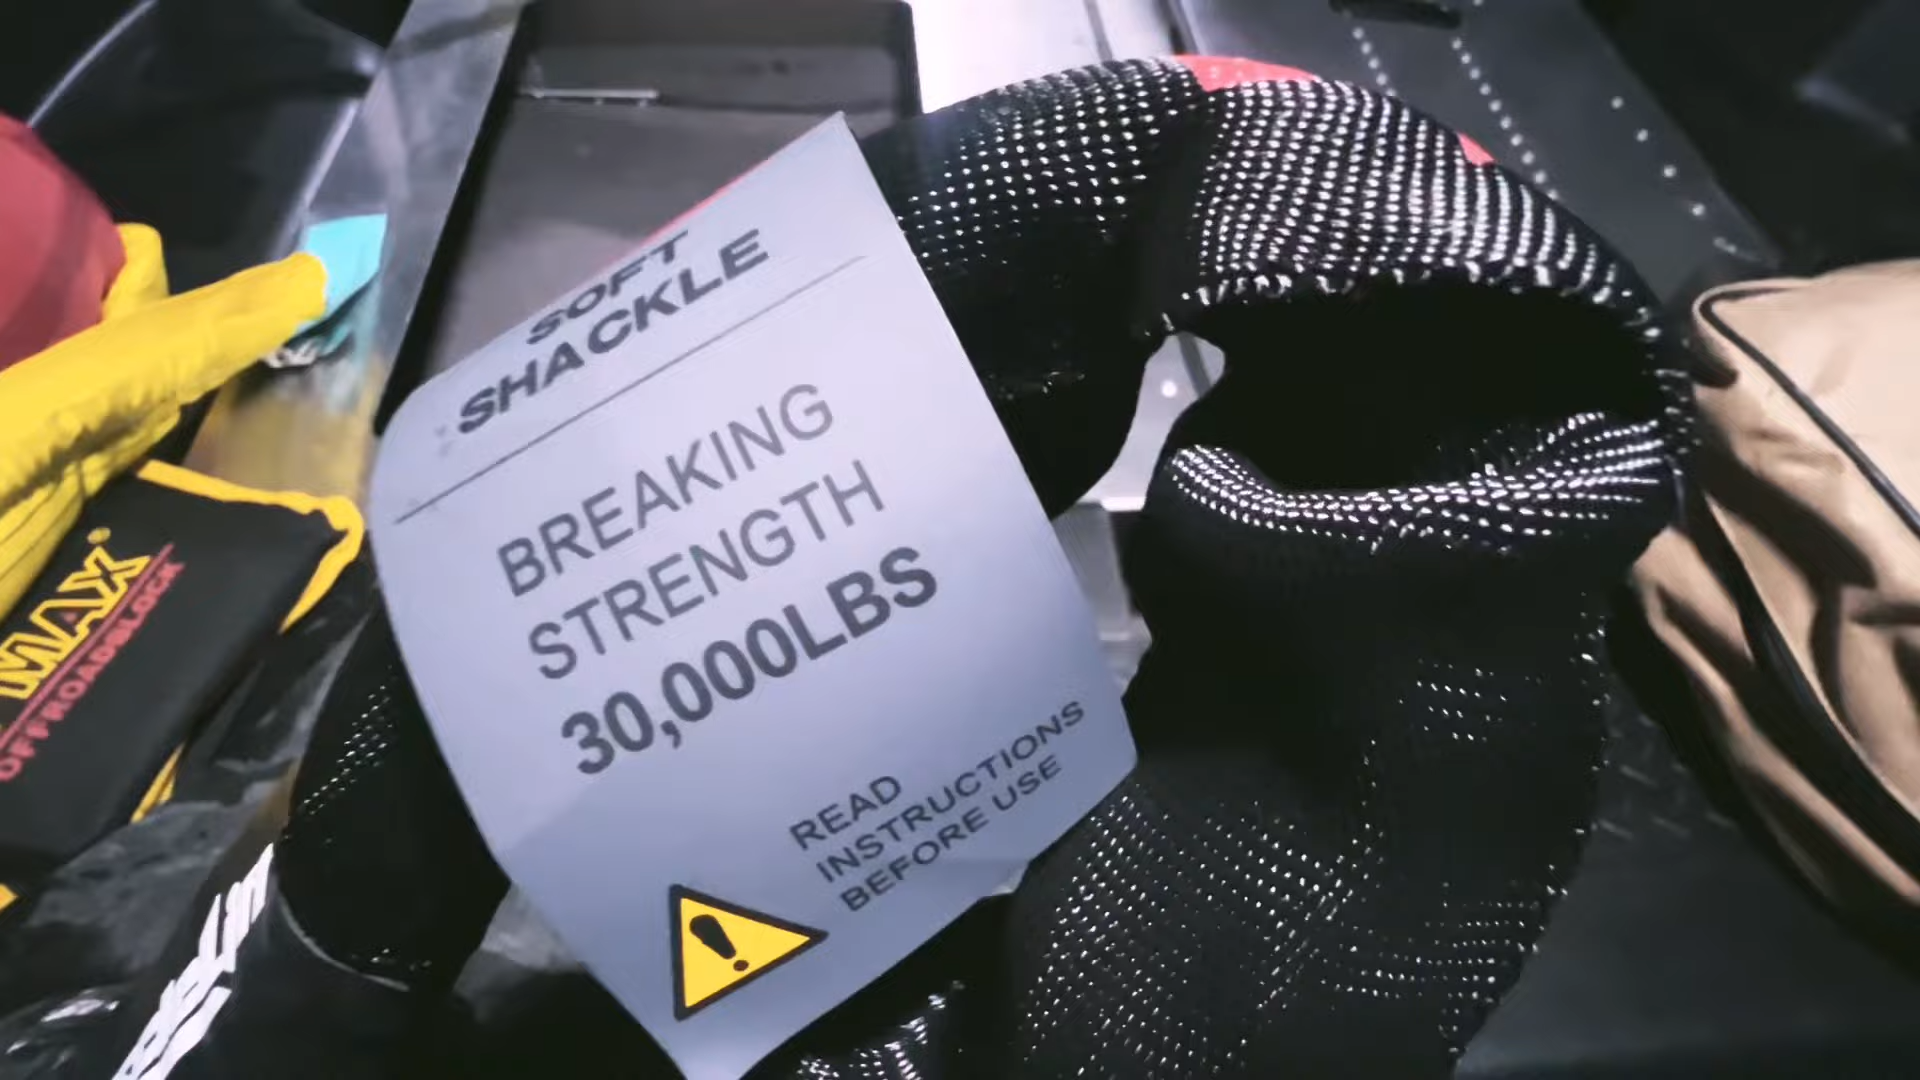 SOFT
SHACKLE
BREAKING
STRENGTH
30,000LBS
READ
INSTRUCTIONS
BEFORE USE
MAX
OFFROADBLOCK